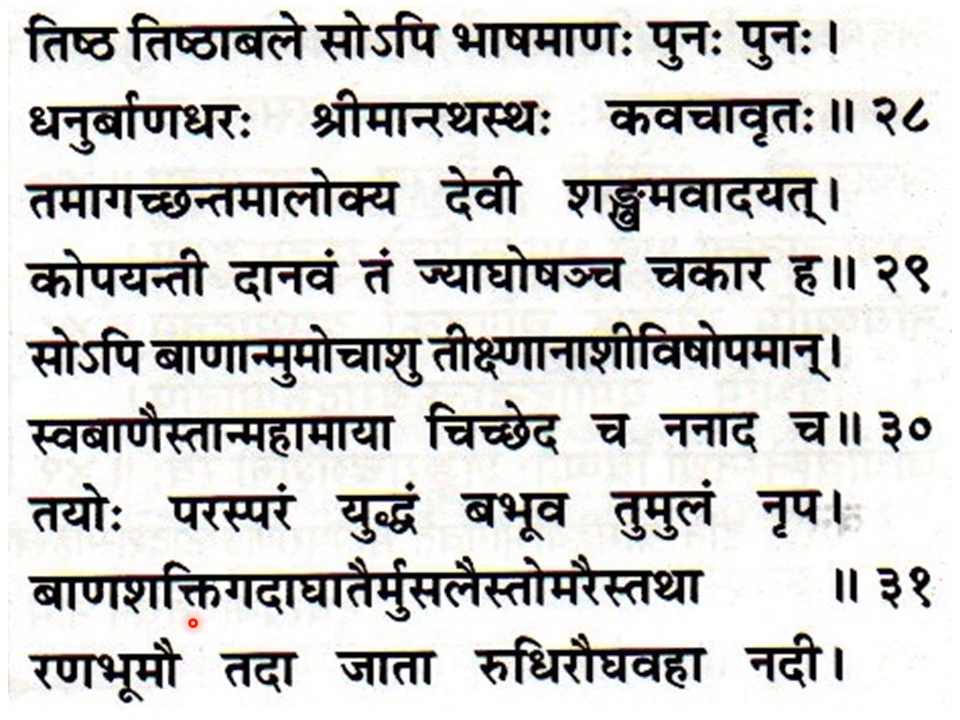 तिष्ठ तिष्ठाबले सोऽपि भाषमाणः पुनः पुनः।
धनुर्बाणधरः श्रीमान्रथस्थः कवचावृतः॥ २८
तमागच्छन्तमालोक्य देवी शङ्खमवादयत्।
कोपयन्ती दानवं तं ज्याघोषञ्च चकार ह॥ २९
सोऽपि बाणान्मुमोचाशु तीक्ष्णानाशीविषोपमान्।
स्वबाणैस्तान्महामाया चिच्छेद च ननाद च॥ ३०
तयोः परस्परं युद्धं बभूव तुमुलं नृप।
बाणशक्तिगदाघातैर्मुसलैस्तोमरैस्तथा ॥ ३१
रणभूमौ तदा जाता रुधिरौघवहा नदी।